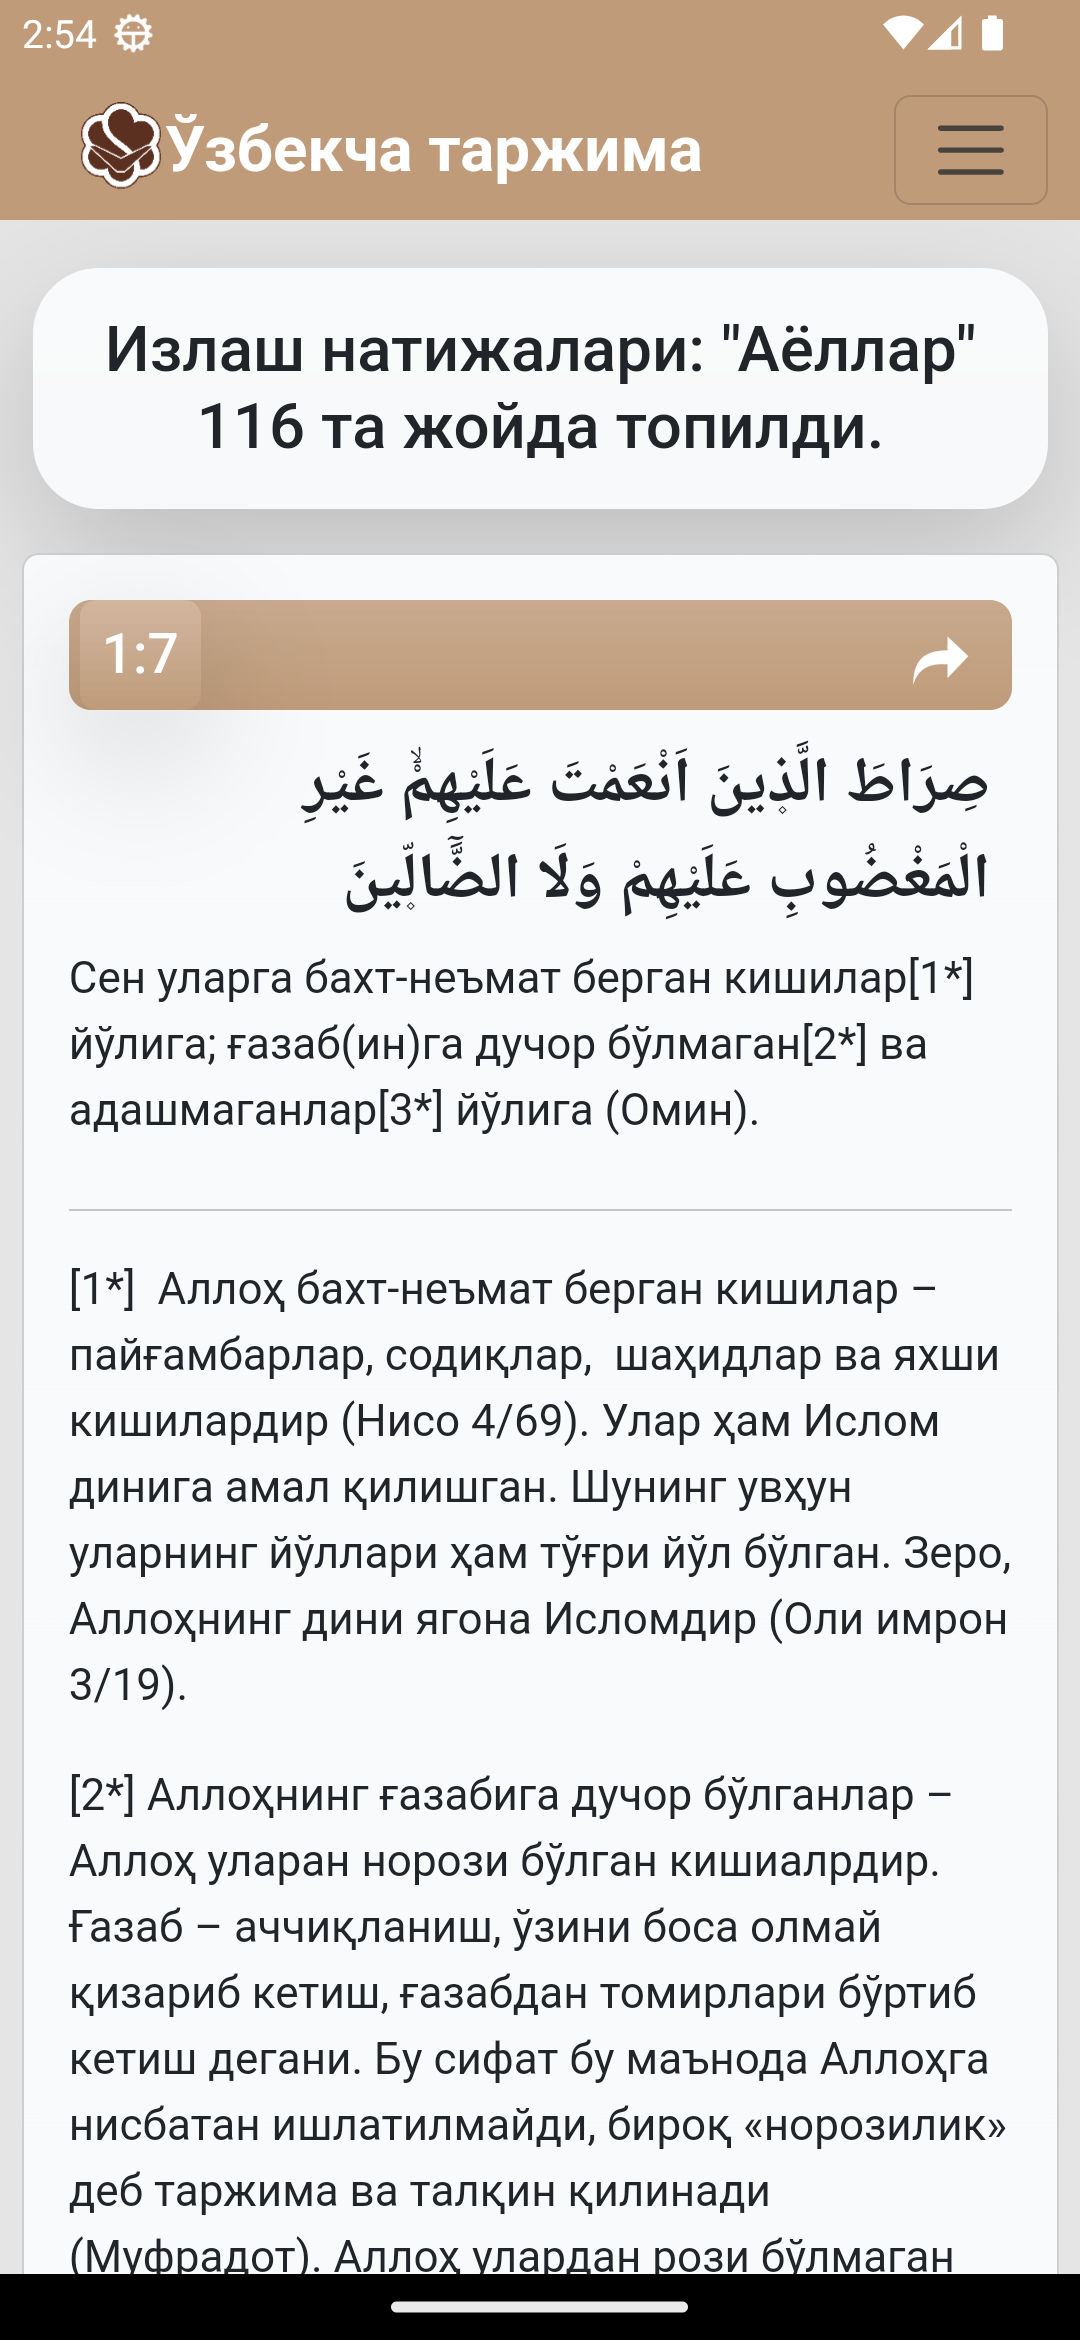 2:54
Ўзбекча таржима
Излаш натижалари: "Аёллар"
116 та жойда топилди.
1:7
صِرَاطَ الَّذ۪ينَ اَنْعَمْتَ عَلَيْهِمْۙ غَيْرِ
الْمَغْضُوبِ عَلَيْهِمْ وَلَا الضَّٓالّ۪ينَ
Сен уларга бахт-неъмат берган кишилар[1*]
йўлига; ғазаб(ин)га дучор бўлмаган[2*] ва
адашмаганлар[3*] йўлига (Омин).
[1*]  Аллоҳ бахт-неъмат берган кишилар –
пайғамбарлар, содиқлар,  шаҳидлар ва яхши
кишилардир (Нисо 4/69). Улар ҳам Ислом
динига амал қилишган. Шунинг увҳун
уларнинг йўллари ҳам тўғри йўл бўлган. Зеро,
Аллоҳнинг дини ягона Исломдир (Оли имрон
3/19).
[2*] Аллоҳнинг ғазабига дучор бўлганлар –
Аллоҳ уларан норози бўлган кишиалрдир.
Ғазаб – аччиқланиш, ўзини боса олмай
қизариб кетиш, ғазабдан томирлари бўртиб
кетиш дегани. Бу сифат бу маънода Аллоҳга
нисбатан ишлатилмайди, бироқ «норозилик»
деб таржима ва талқин қилинади
(Муфрадот). Аллоҳ улардан рози бўлмаган